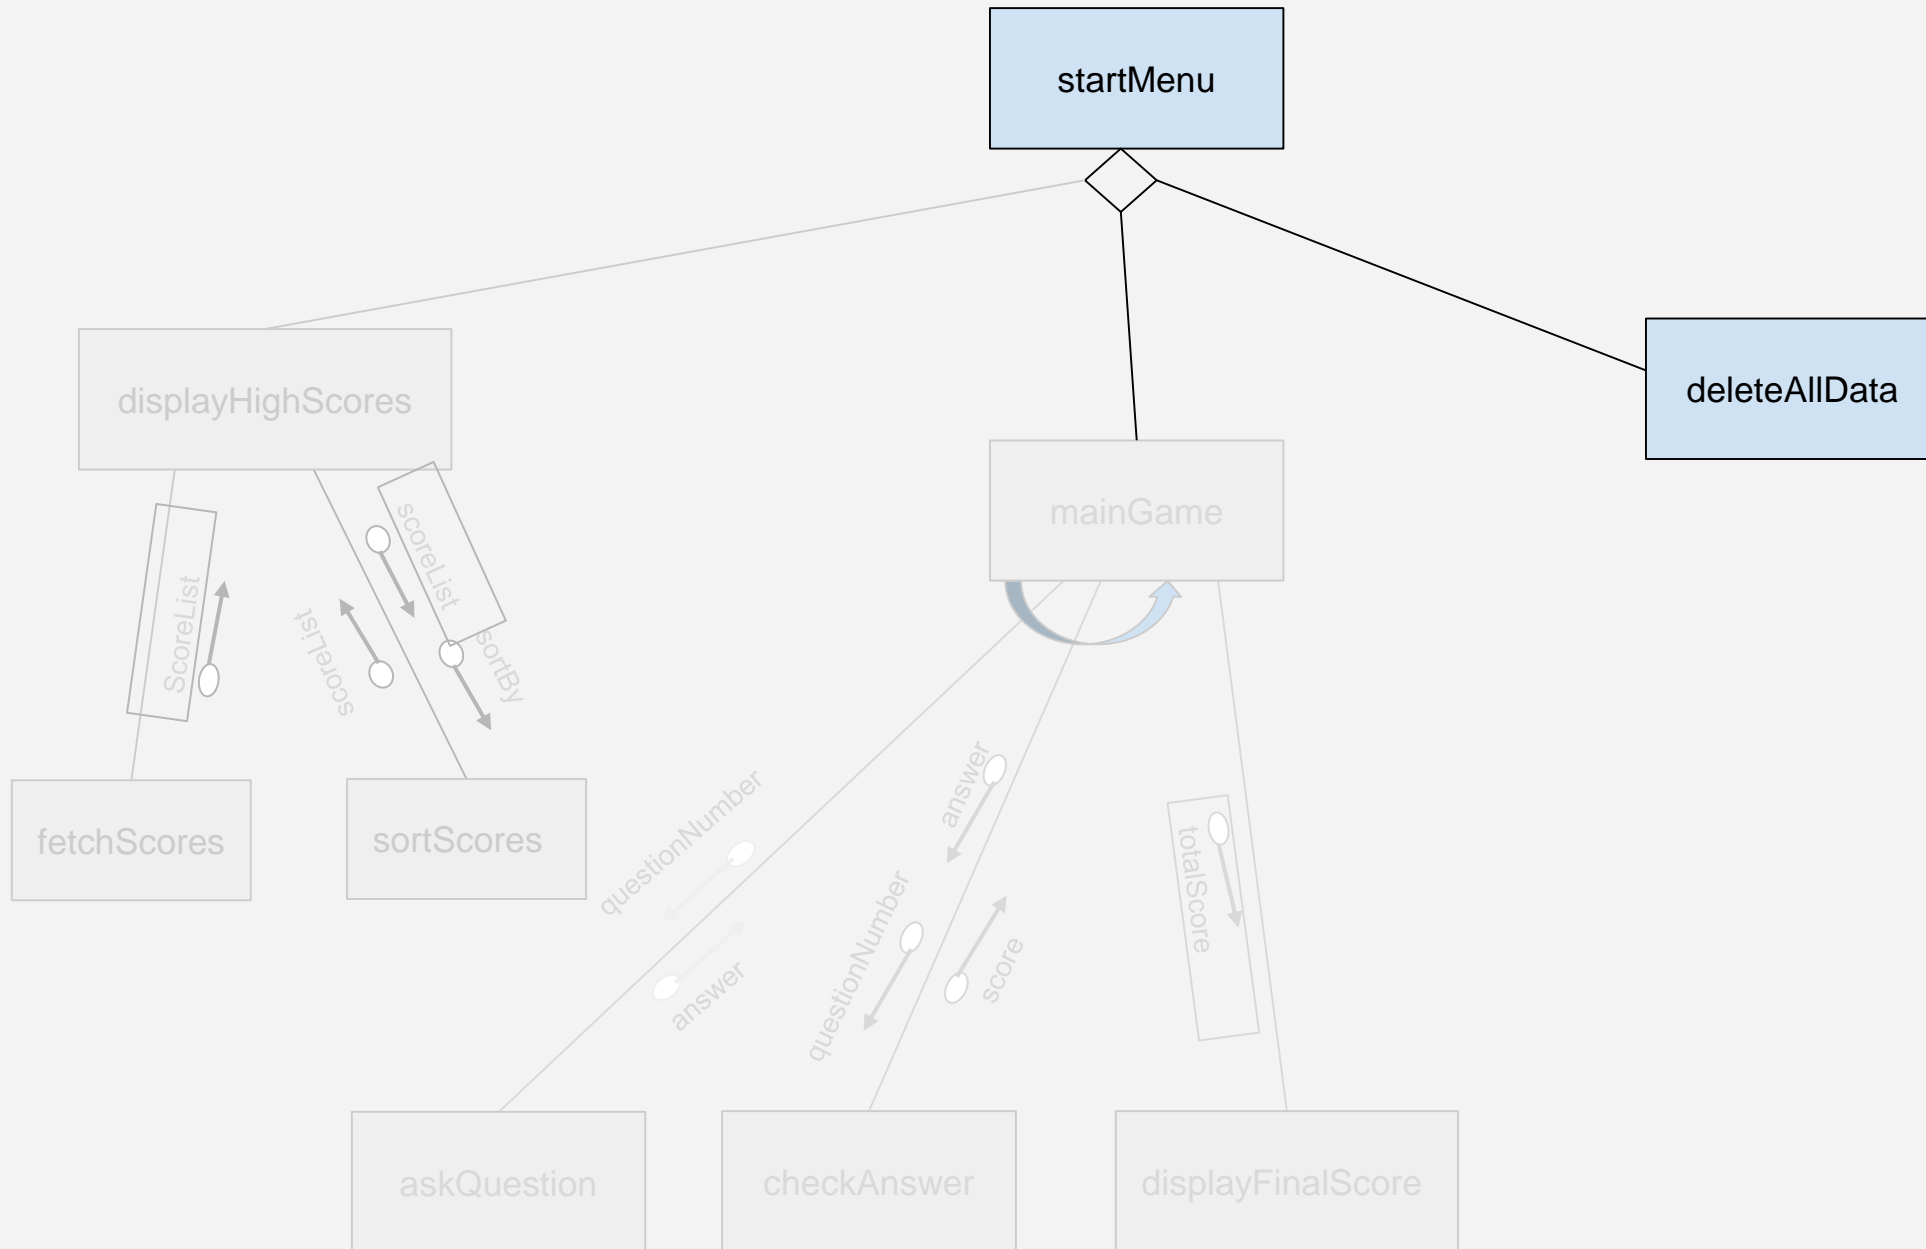 startMenu
displayHighScores
deleteAllData
mainGame
ScoreList
scoreList
scoreList
sortBy
fetchScores
sortScores
questionNumber
answer
answer
questionNumber
score
totalScore
askQuestion
checkAnswer
displayFinalScore